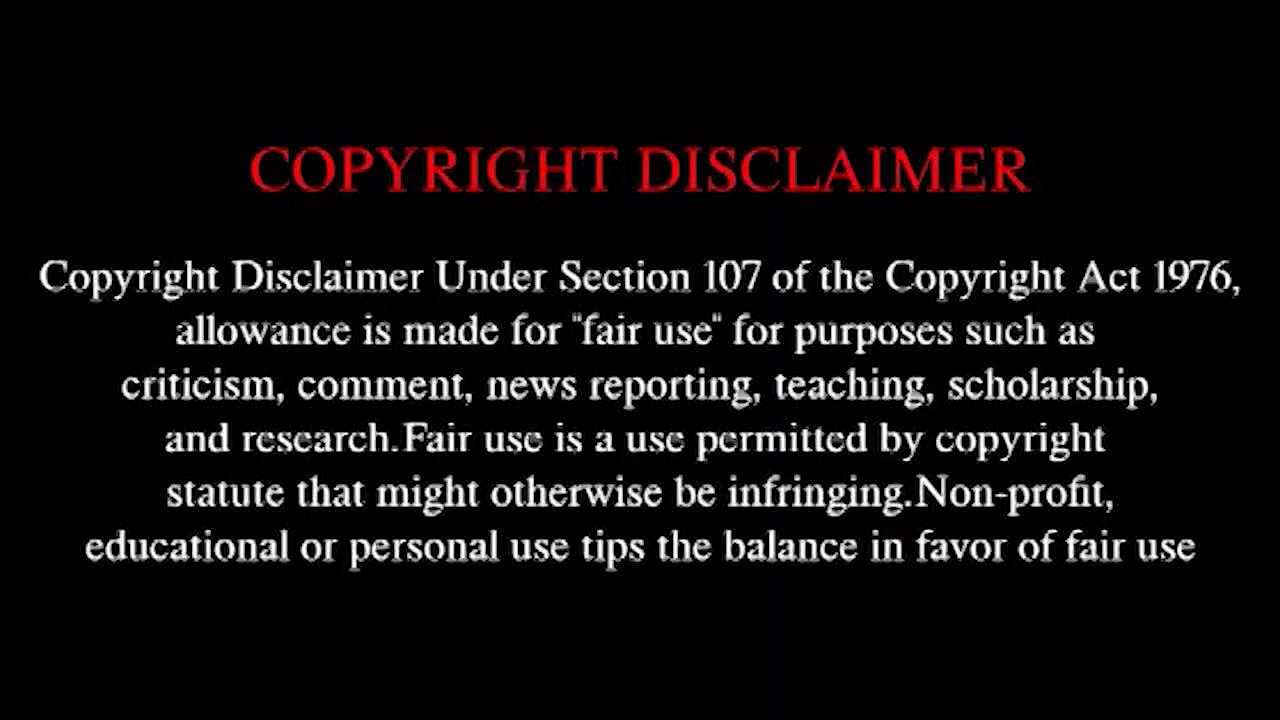 COPYRIGHT DISCLAIMER
Copyright Disclaimer Under Section 107 of the Copyright Act 1976,
allowance is made for "fair use" for purposes such as
criticism, comment, news reporting, teaching, scholarship,
and research.Fair use is a use permitted by copyright
statute that might otherwise be infringing.Non-profit,
educational or personal use tips the balance in favor of fair use